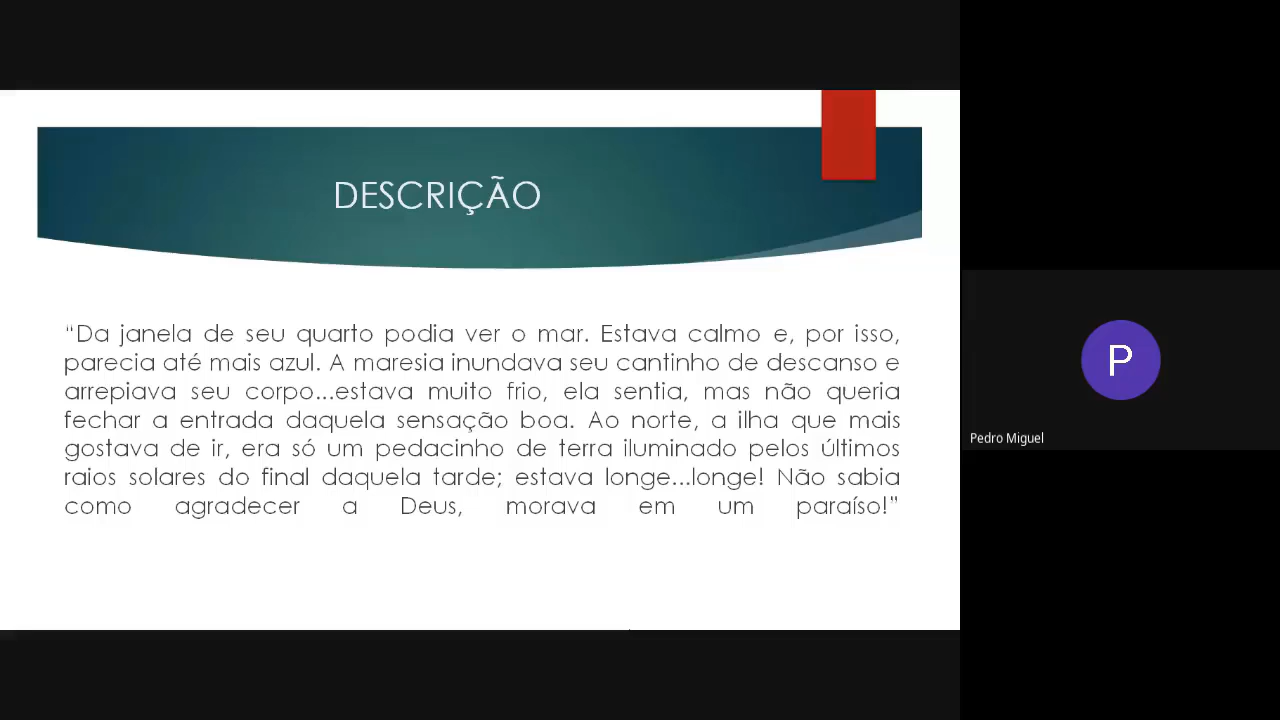 DESCRIÇÃO
“Da janela de seu quarto podia ver o mar. Estava calmo e, por isso,
parecia até mais azul. A maresia inundava seu cantinho de descanso e
arrepiava seu corpo...estava muito frio, ela sentia, mas não queria
fechar a entrada daquela sensação boa. Ao norte, a ilha que mais
gostava de ir, era só um pedacinho de terra iluminado pelos últimos
raios solares do final daquela tarde; estava longe...longe! Não sabia
como agradecer a Deus, morava em um paraíso!”
P
Pedro Miguel